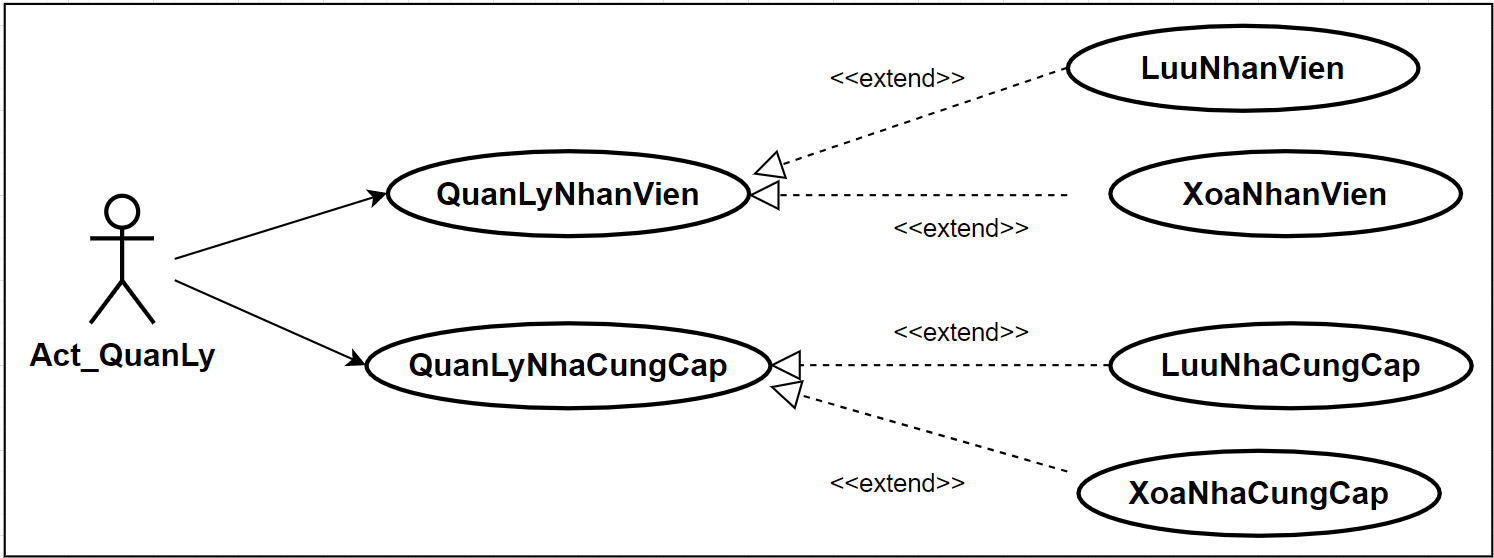 <<extend>>
LuuNhanVien
QuanLyNhanVien
XoaNhanVien
<<extend>>
Act_QuanLy
<<extend>>
QuanLyNhaCungCap
LuuNhaCungCap
<<extend>>
XoaNhaCungCap